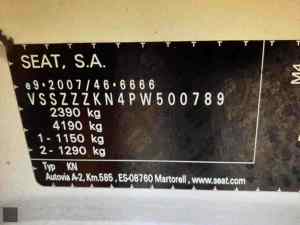 SEAT, S.A.
e9*2007/46*6666
VSSZZZKN4PW500789
2390 kg
4190 kg
1- 1150 kg
2- 1290 kg
Typ KN
Autovia A-2, Km.585 , ES-08760 Martorell , www.seat.com
M4